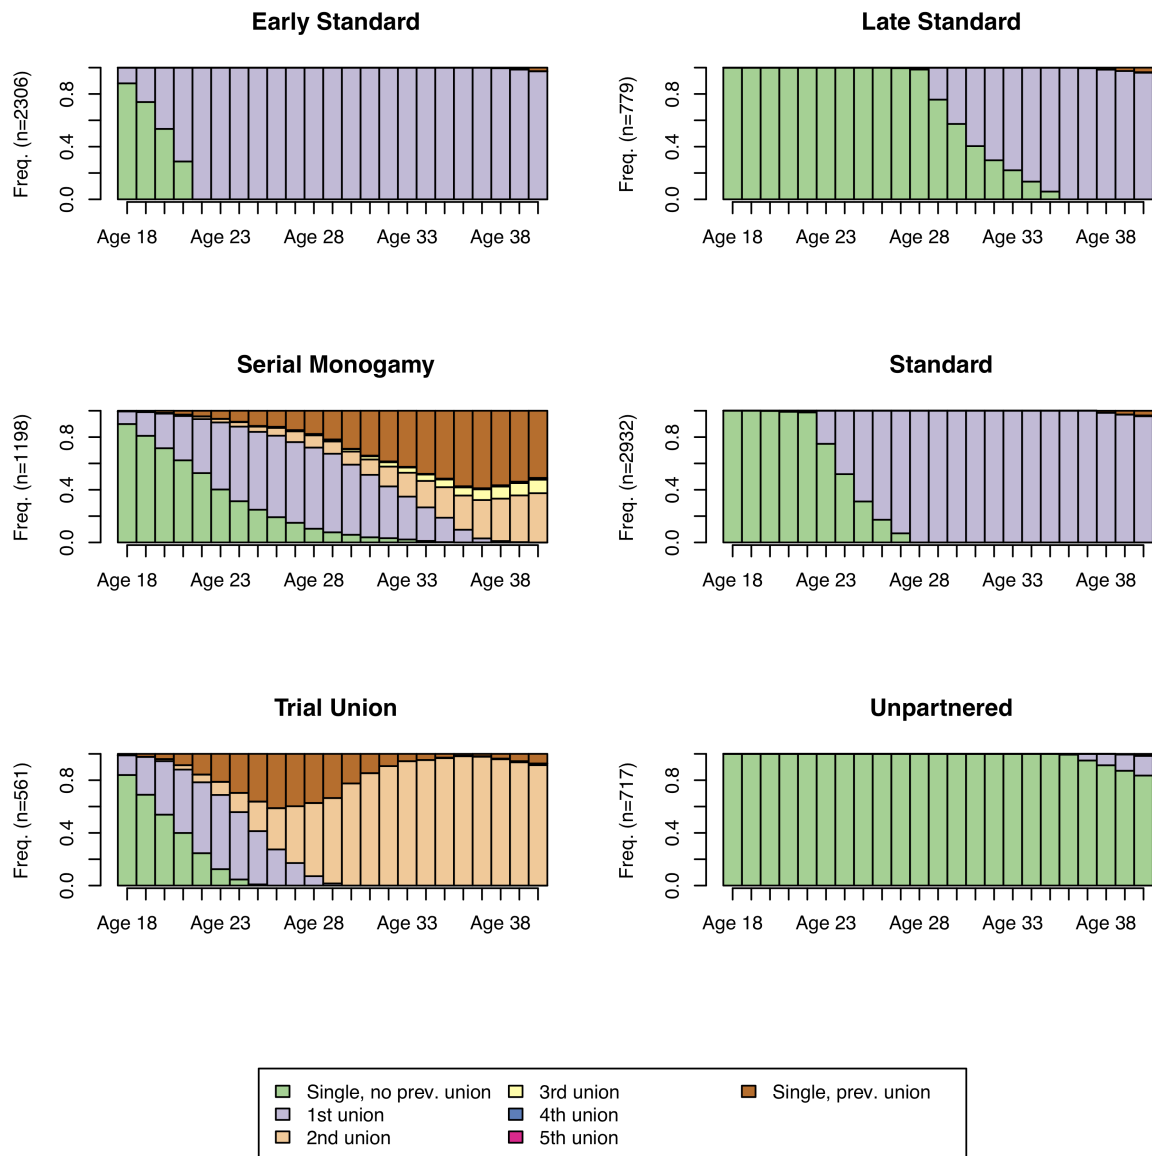 Early Standard
Freq. (n=2306)
0.0 0.4 0.8
Age 18 Age 23 Age 28 Age 33 Age 38
Late Standard
Freq. (n=779)
0.0 0.4 0.8
Age 18 Age 23 Age 28 Age 33 Age 38
Serial Monogamy
Freq. (n=1198)
0.0 0.4 0.8
Age 18 Age 23 Age 28 Age 33 Age 38
Standard
Freq. (n=2932)
0.0 0.4 0.8
Age 18 Age 23 Age 28 Age 33 Age 38
Trial Union
Freq. (n=561)
0.0 0.4 0.8
Age 18 Age 23 Age 28 Age 33 Age 38
Unpartnered
Freq. (n=717)
0.0 0.4 0.8
Age 18 Age 23 Age 28 Age 33 Age 38
Single, no prev. union
1st union
2nd union
3rd union
4th union
5th union
Single, prev. union